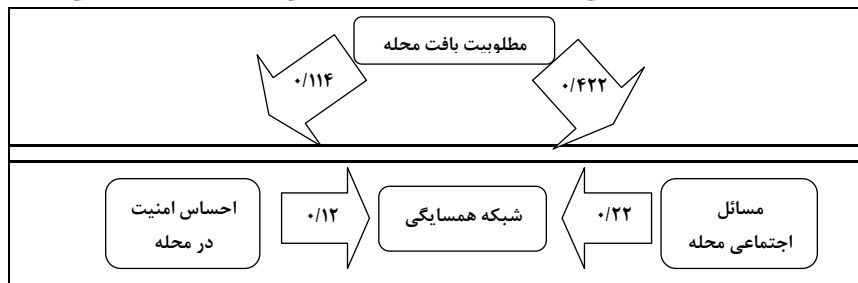 مطلوبیت بافت محله
۰/۴۲۲
۰/۱۱۴
مسائل
اجتماعی محله
۰/۲۲
شبکه همسایگی
۰/۱۲
احساس امنیت
در محله